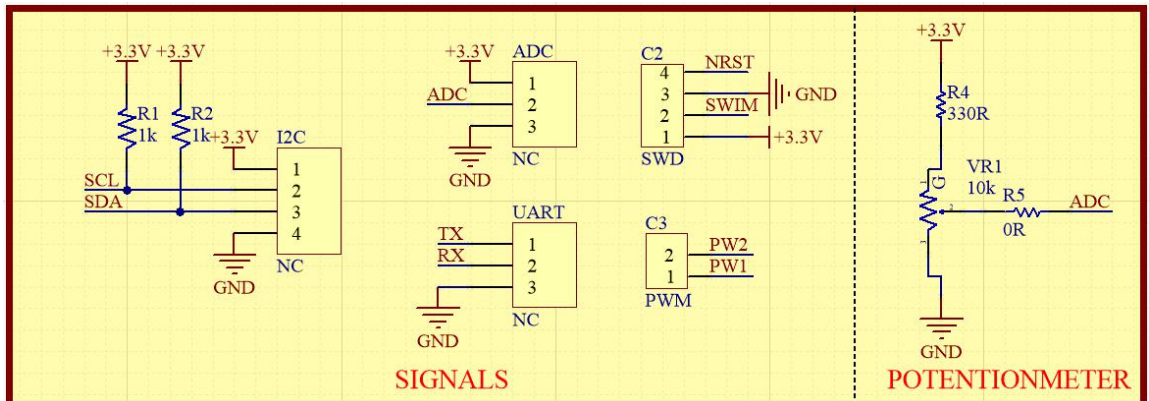 +3.3V +3.3V
R1
1k
R2
1k
+3.3V
I2C
1
2
3
4
SCL
SDA
GND
NC
+3.3V
ADC
ADC
1
2
3
GND
NC
UART
TX
RX
1
2
3
GND
NC
C2
4
3
2
1
NRST
GND
SWIM
+3.3V
SWD
C3
2
1
PW2
PW1
PWM
SIGNALS
+3.3V
R4
330R
VR1
10k
1
G
2
3
R5
0R
ADC
GND
POTENTIONMETER